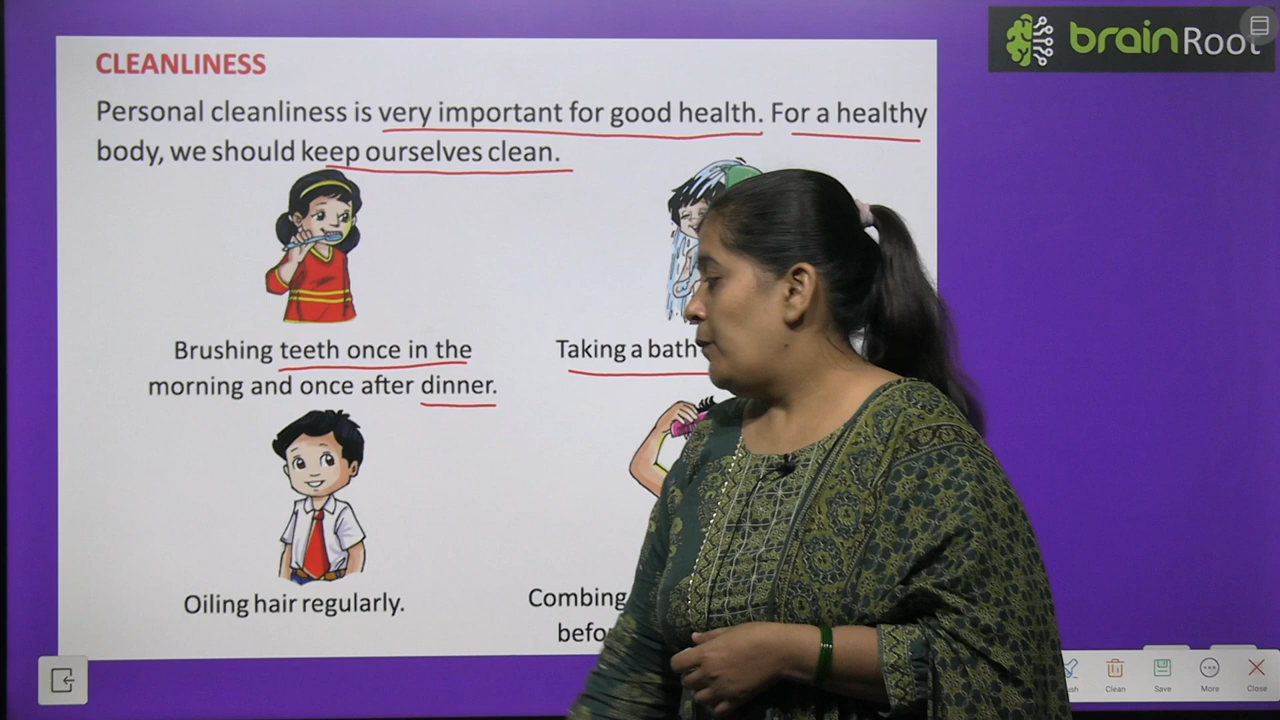 brainRoot
CLEANLINESS
Personal cleanliness is very important for good health. For a healthy
body, we should keep ourselves clean.
Brushing teeth once in the
morning and once after dinner.
Taking a bath
Oiling hair regularly.
Combing
Clean
Save
More
Close